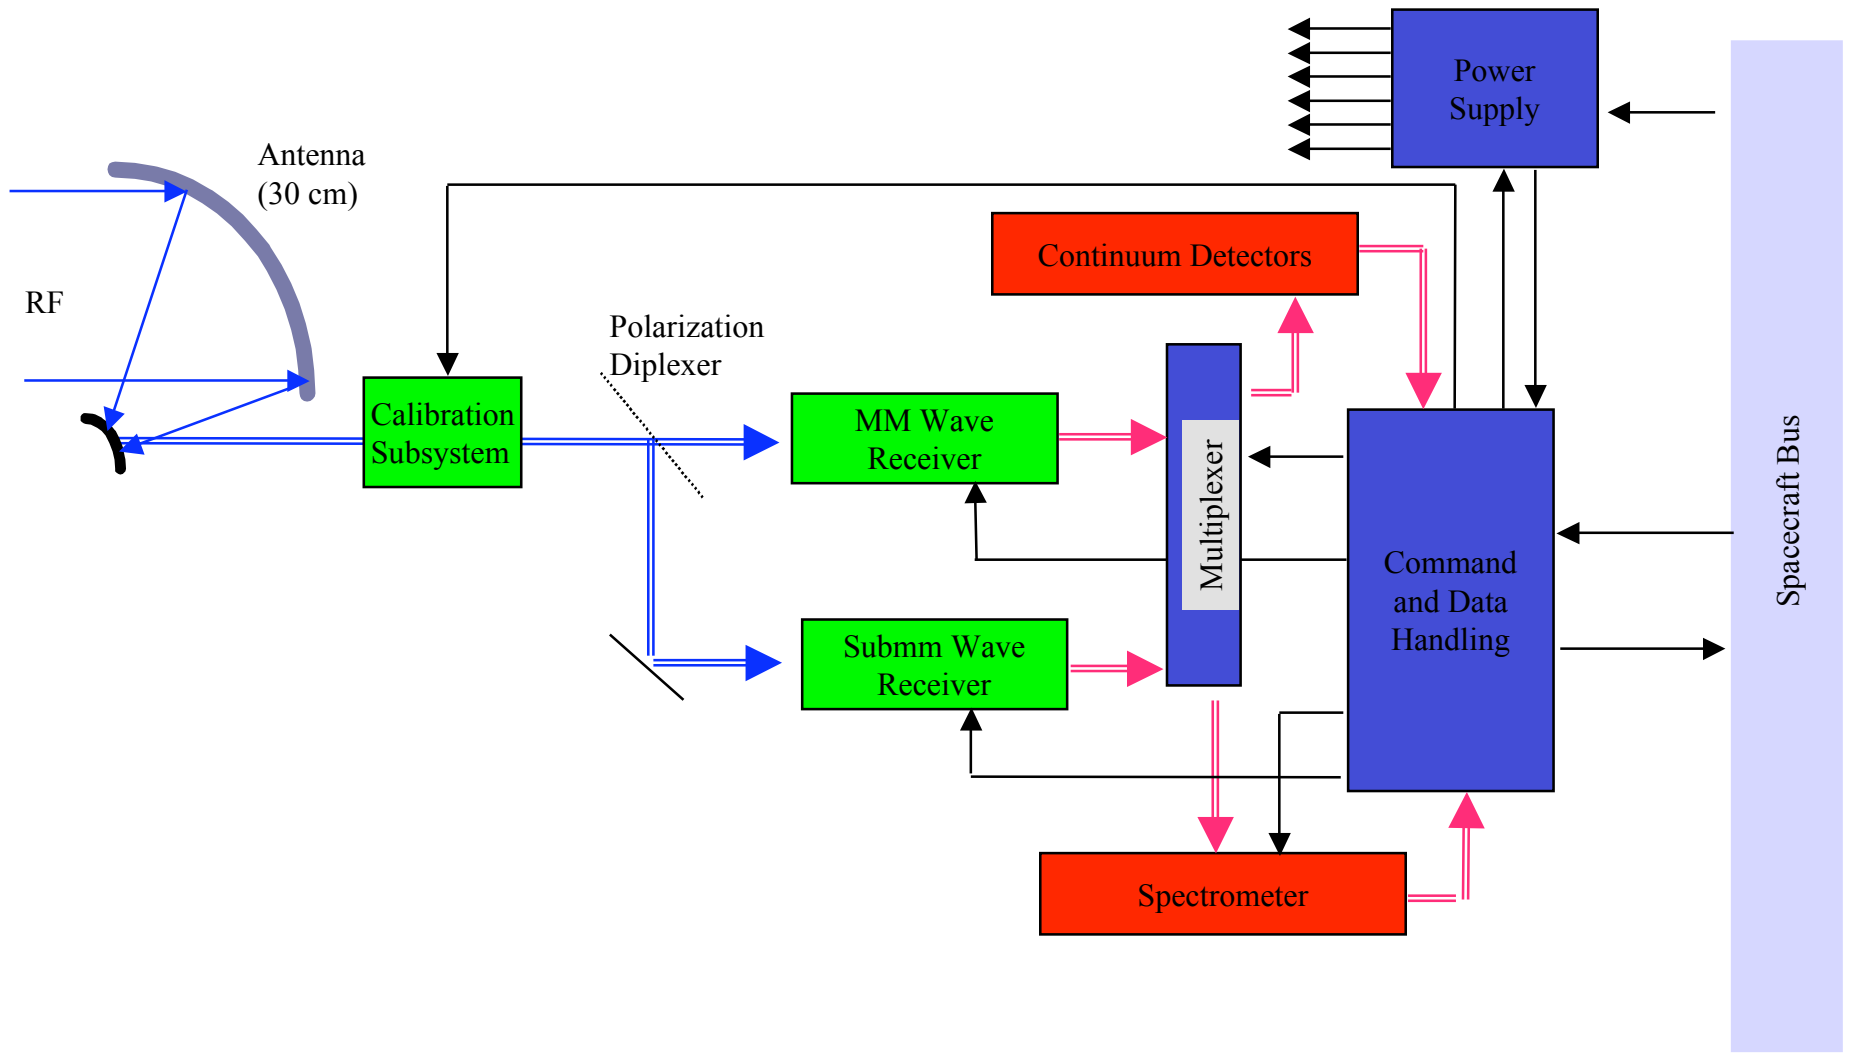 Power
Supply
Antenna
(30 cm)
Continuum Detectors
RF
Polarization
Diplexer
Calibration
Subsystem
MM Wave
Receiver
Multiplexer
Command
and Data
Handling
Spacecraft Bus
Submm Wave
Receiver
Spectrometer